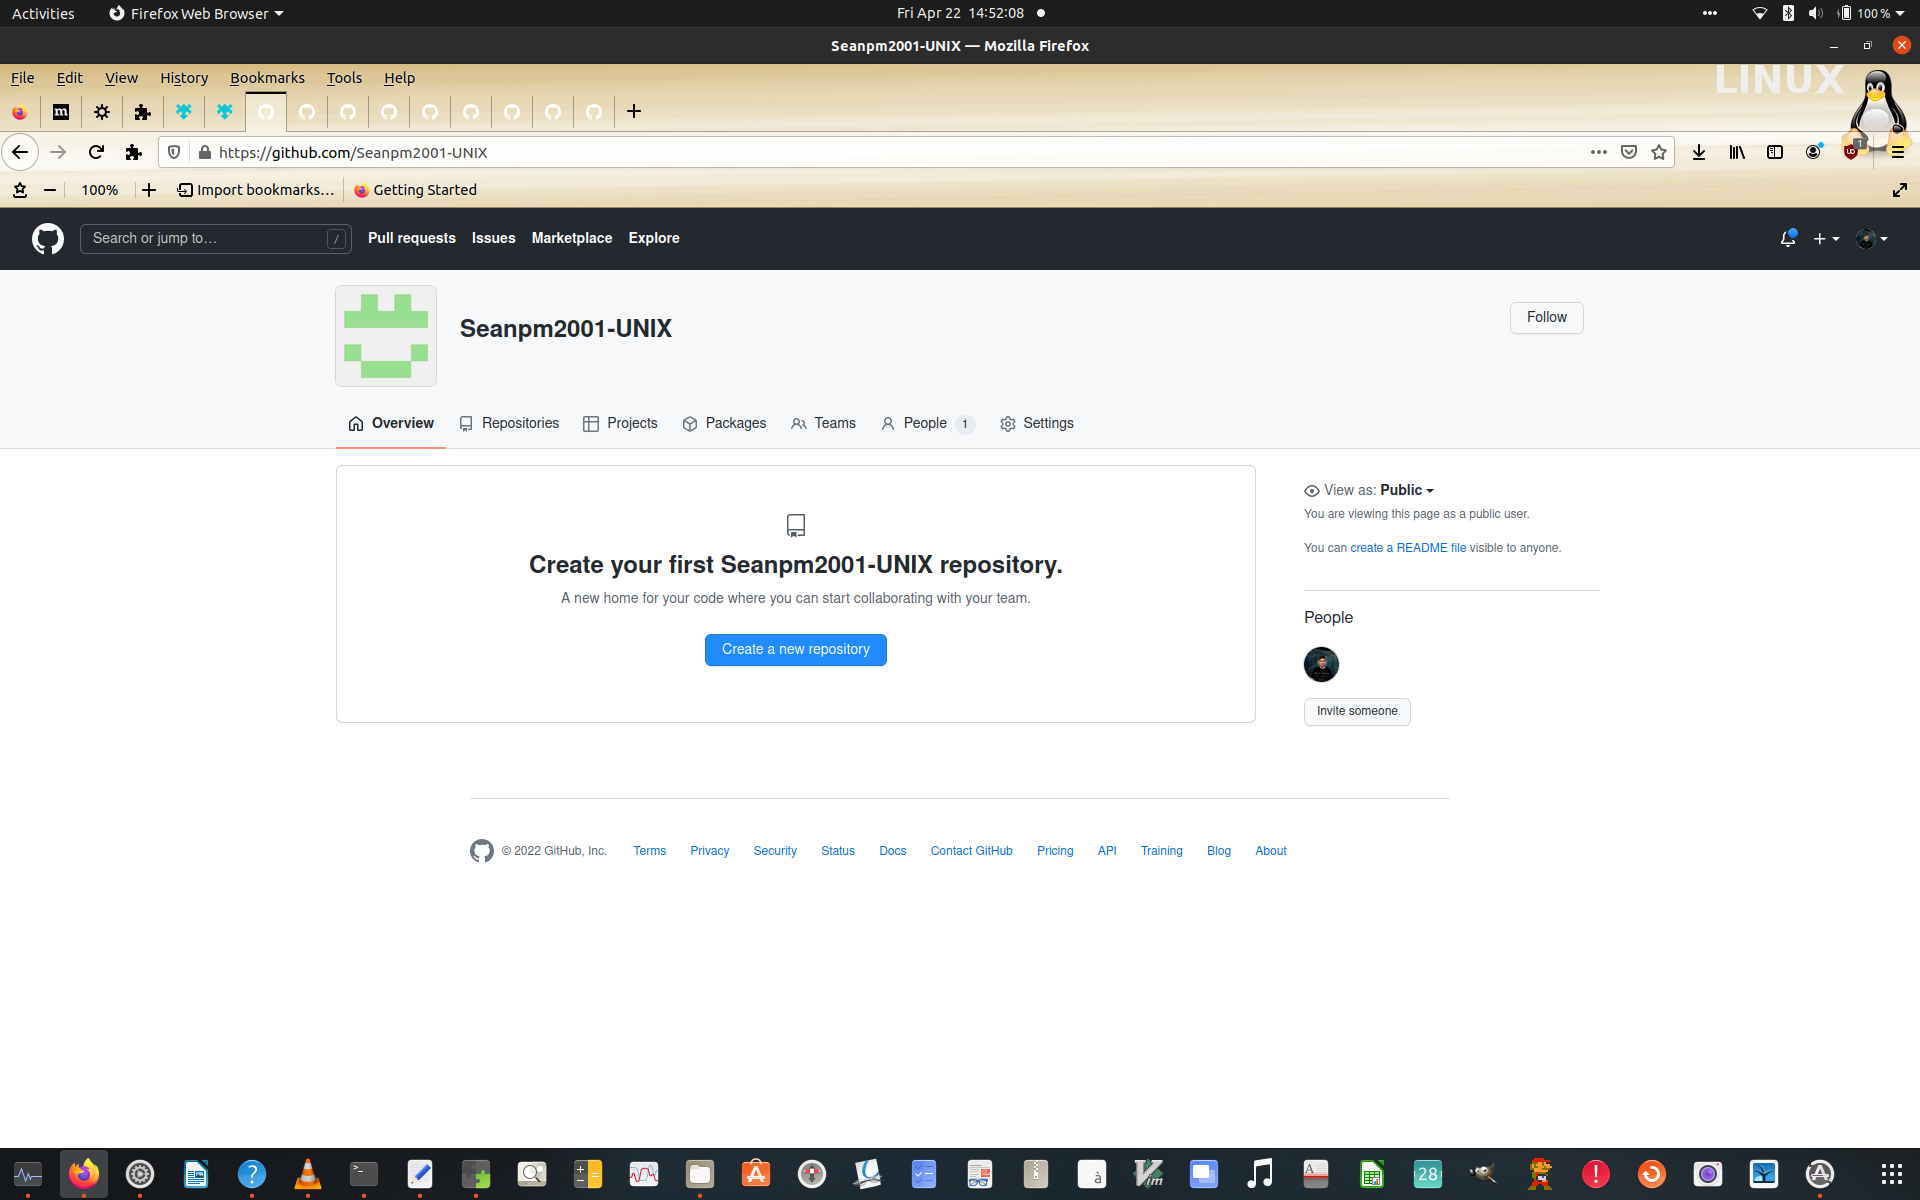 Activities Firefox Web Browser Fri Apr 22 14:52:08 100 %
Seanpm2001-UNIX — Mozilla Firefox
File Edit View History Bookmarks Tools Help
LINUX
https://github.com/Seanpm2001-UNIX
1
100% Import bookmarks… Getting Started
Search or jump to… / Pull requests Issues Marketplace Explore
Seanpm2001-UNIX
Follow
Overview Repositories Projects Packages Teams People 1 Settings
View as: Public
You are viewing this page as a public user.
You can create a README file visible to anyone.
Create your first Seanpm2001-UNIX repository.
A new home for your code where you can start collaborating with your team.
Create a new repository
People
Invite someone
© 2022 GitHub, Inc. Terms Privacy Security Status Docs Contact GitHub Pricing API Training Blog About
28